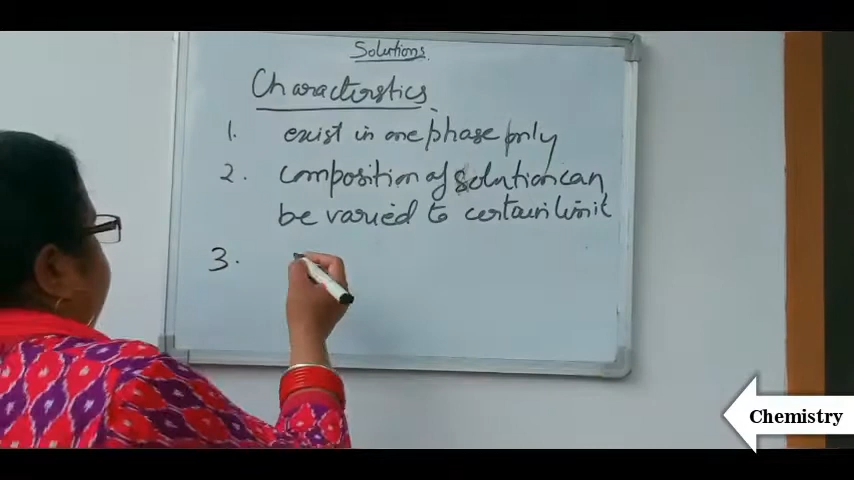 Solutions
Characterstics
1. exist in one phase only
2. composition of solution can
be varied to certain limit
3.
Chemistry